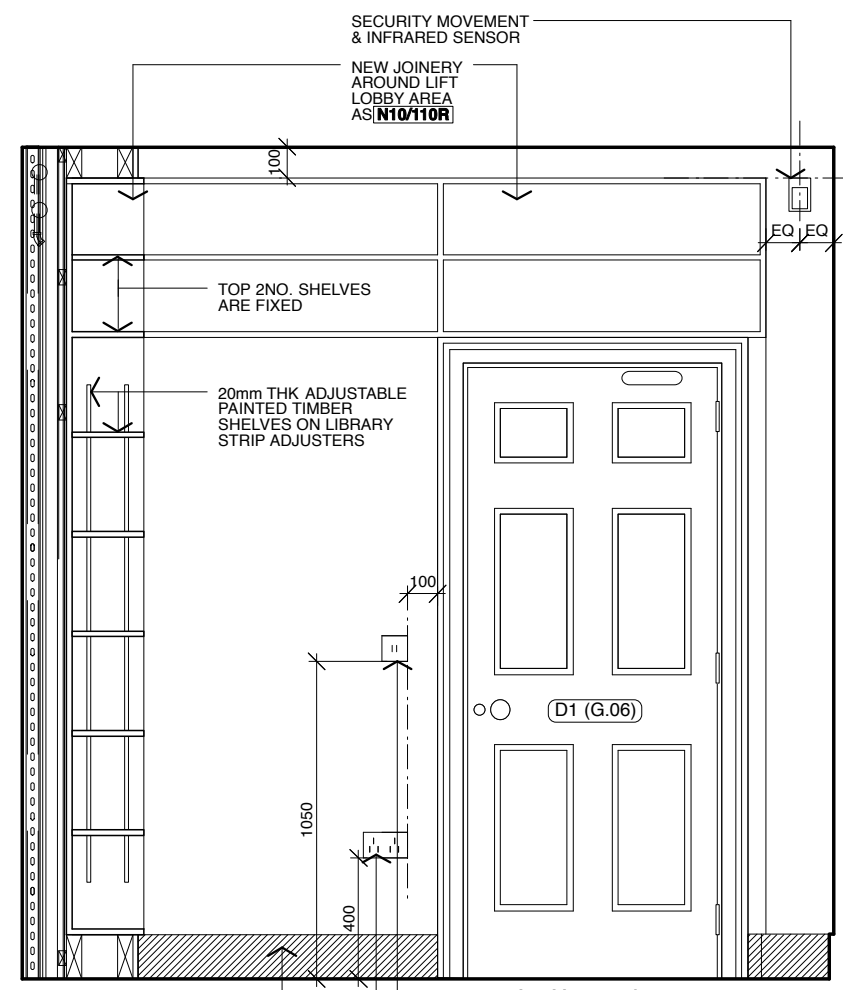 SECURITY MOVEMENT
& INFRARED SENSOR
NEW JOINERY
AROUND LIFT
LOBBY AREA
AS N10/110R
100
EQ EQ
TOP 2NO. SHELVES
ARE FIXED
20mm THK ADJUSTABLE
PAINTED TIMBER
SHELVES ON LIBRARY
STRIP ADJUSTERS
100
D1 (G.06)
1050
400